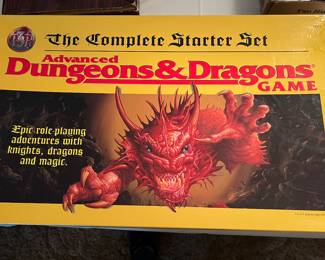 The Complete Starter Set
Advanced
Dungeons & Dragons®
GAME
Epic role-playing
adventures with
knights, dragons
and magic.